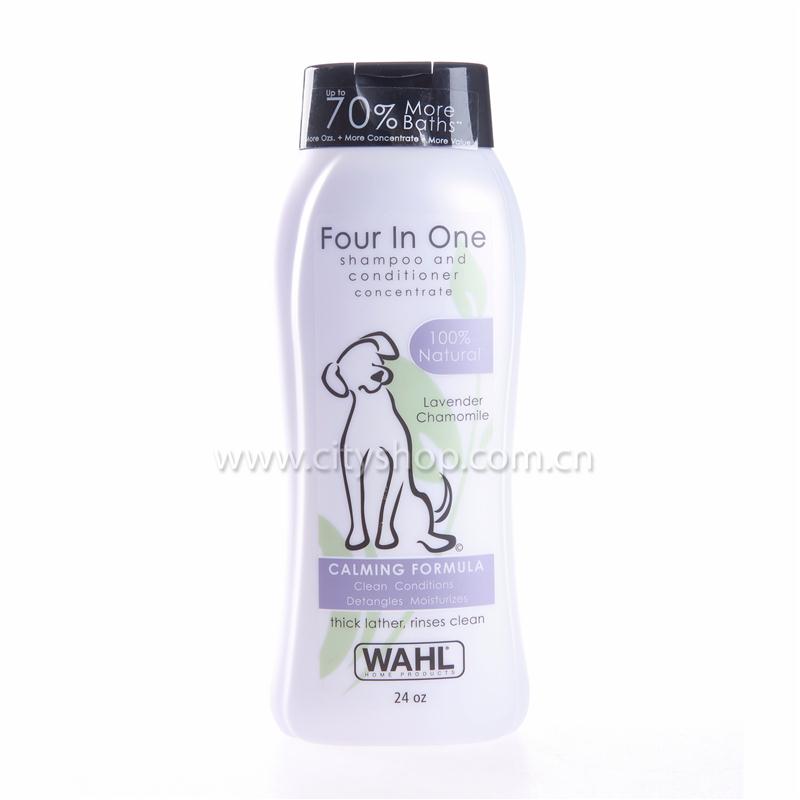 Up to
70% More
Baths**
More Ozs. + More Concentrate + More Value
Four In One
shampoo and
conditioner
concentrate
100%
Natural
Lavender
Chamomile
www.cityshop.com.cn
©
CALMING FORMULA
Clean Conditions
Detangles Moisturizes
thick lather, rinses clean
WAHL
HOME PRODUCTS
24 oz